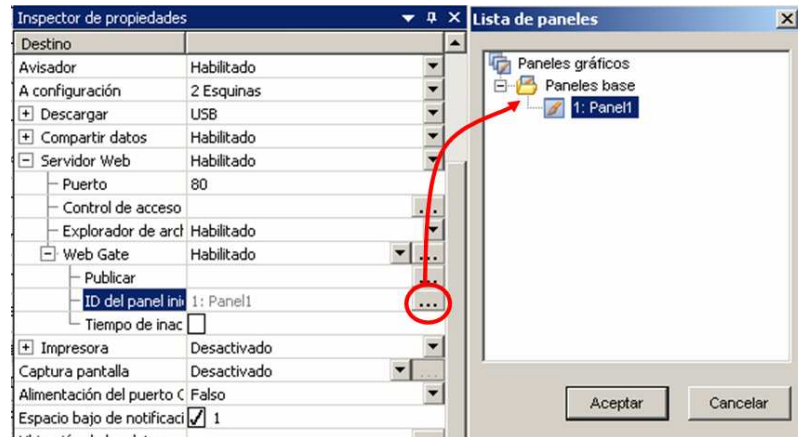 Inspector de propiedades
Destino
Avisador Habilitado
A configuración 2 Esquinas
Descargar USB
Compartir datos Habilitado
Servidor Web Habilitado
Puerto 80
Control de acceso ...
Explorador de arch Habilitado
Web Gate Habilitado ...
Publicar ...
ID del panel ini 1: Panel1 ...
Tiempo de inac
Impresora Desactivado
Captura pantalla Desactivado ...
Alimentación del puerto C Falso
Espacio bajo de notificaci 1
Lista de paneles
Paneles gráficos
Paneles base
1: Panel1
Aceptar Cancelar